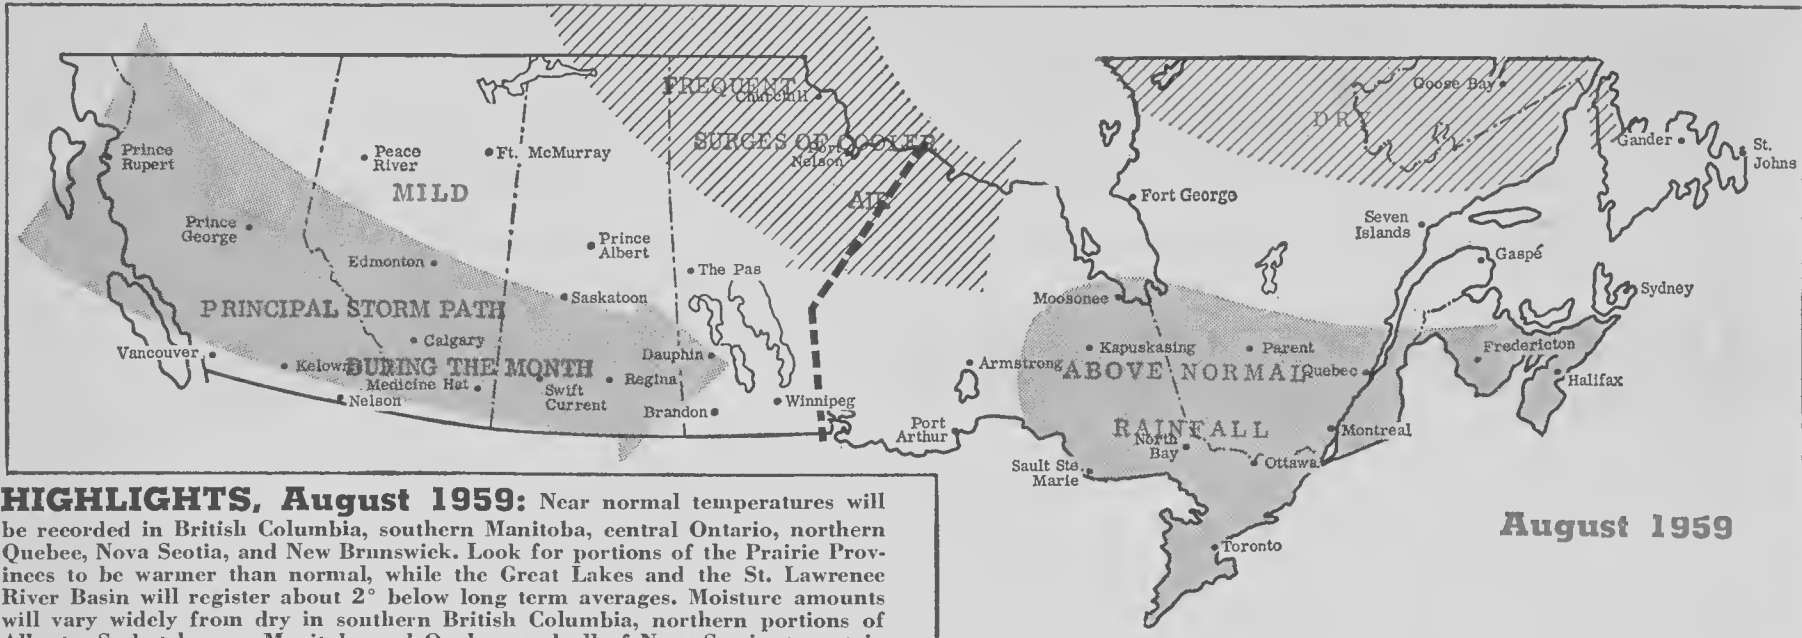 FREQUENT
Churchill
SURGES OF COOLER
Port
Nelson
AIR
DRY
Goose Bay
Gander
St.
Johns
Prince
Rupert
Peace
River
Ft. McMurray
MILD
Fort George
Prince
George
Seven
Islands
Edmonton
Prince
Albert
Gaspé
The Pas
PRINCIPAL STORM PATH
Saskatoon
Moosonee
Sydney
Calgary
Vancouver
Kelowna
DURING THE MONTH
Dauphin
Armstrong
Kapuskasing
Parent
Fredericton
ABOVE NORMAL
Quebec
Halifax
Medicine Hat
Swift
Current
Regina
Nelson
Brandon
Winnipeg
Port
Arthur
RAINFALL
Montreal
North
Bay
Ottawa
Sault Ste.
Marie
Toronto
August 1959
HIGHLIGHTS, August 1959: Near normal temperatures will
be recorded in British Columbia, southern Manitoba, central Ontario, northern
Quebec, Nova Scotia, and New Brunswick. Look for portions of the Prairie Prov-
inces to be warmer than normal, while the Great Lakes and the St. Lawrence
River Basin will register about 2° below long term averages. Moisture amounts
will vary widely from dry in southern British Columbia, northern portions of